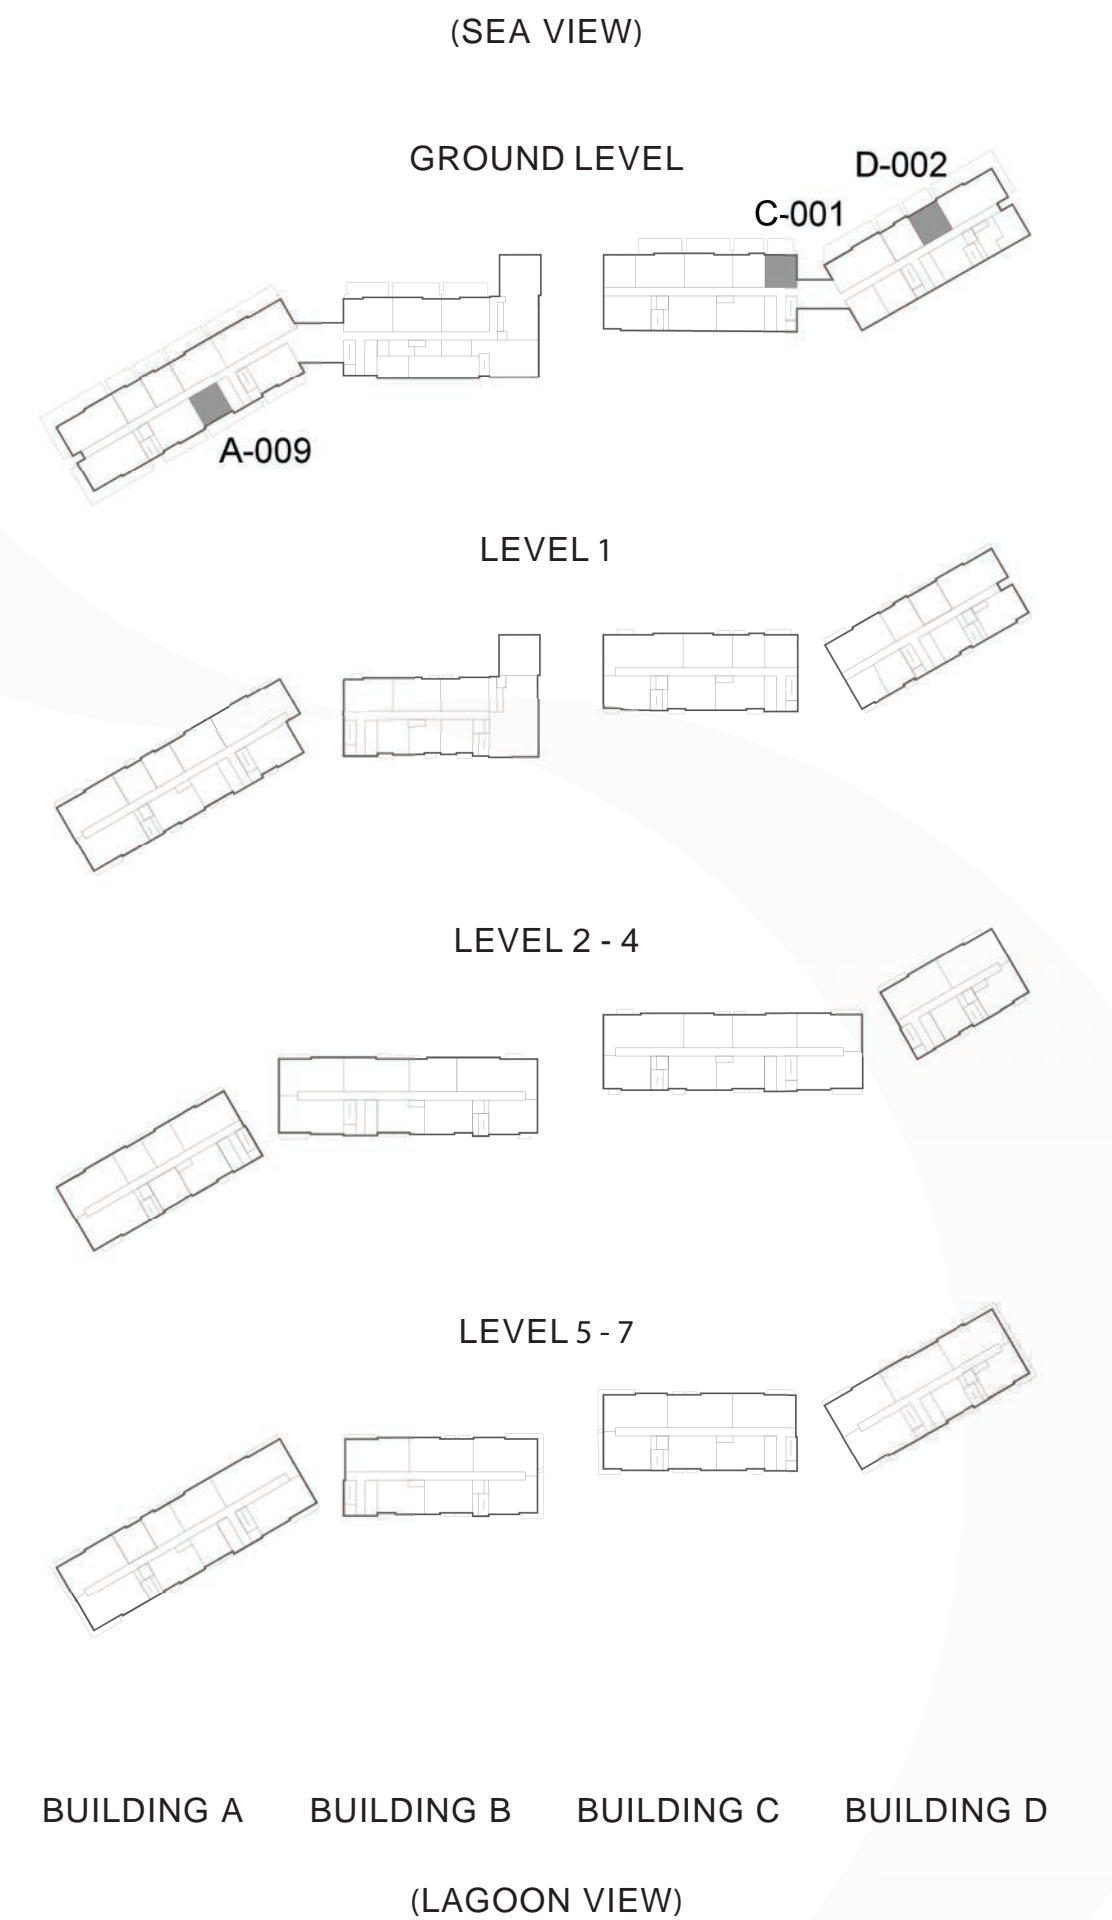 (SEA VIEW)
GROUND LEVEL
D-002
C-001
A-009
LEVEL 1
LEVEL 2 - 4
LEVEL 5 - 7
BUILDING A
BUILDING B
BUILDING C
BUILDING D
(LAGOON VIEW)